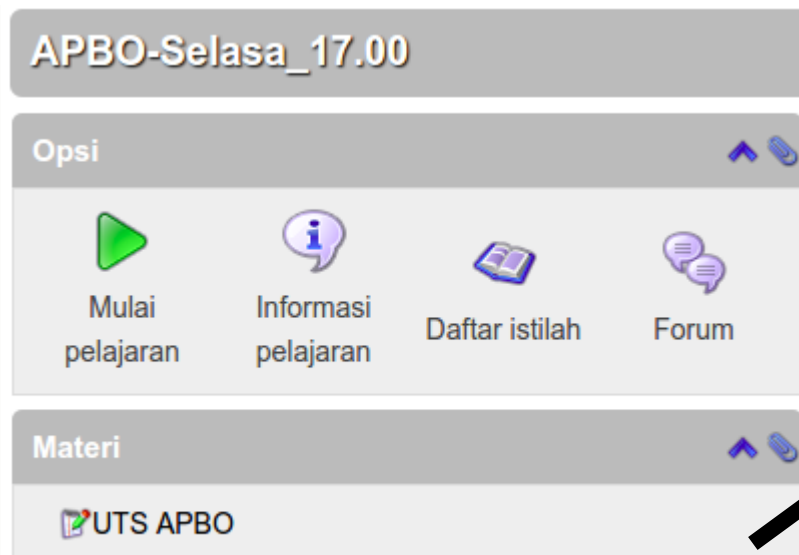 APBO-Selasa_17.00
Opsi
Mulai pelajaran
Informasi pelajaran
Daftar istilah
Forum
Materi
UTS APBO